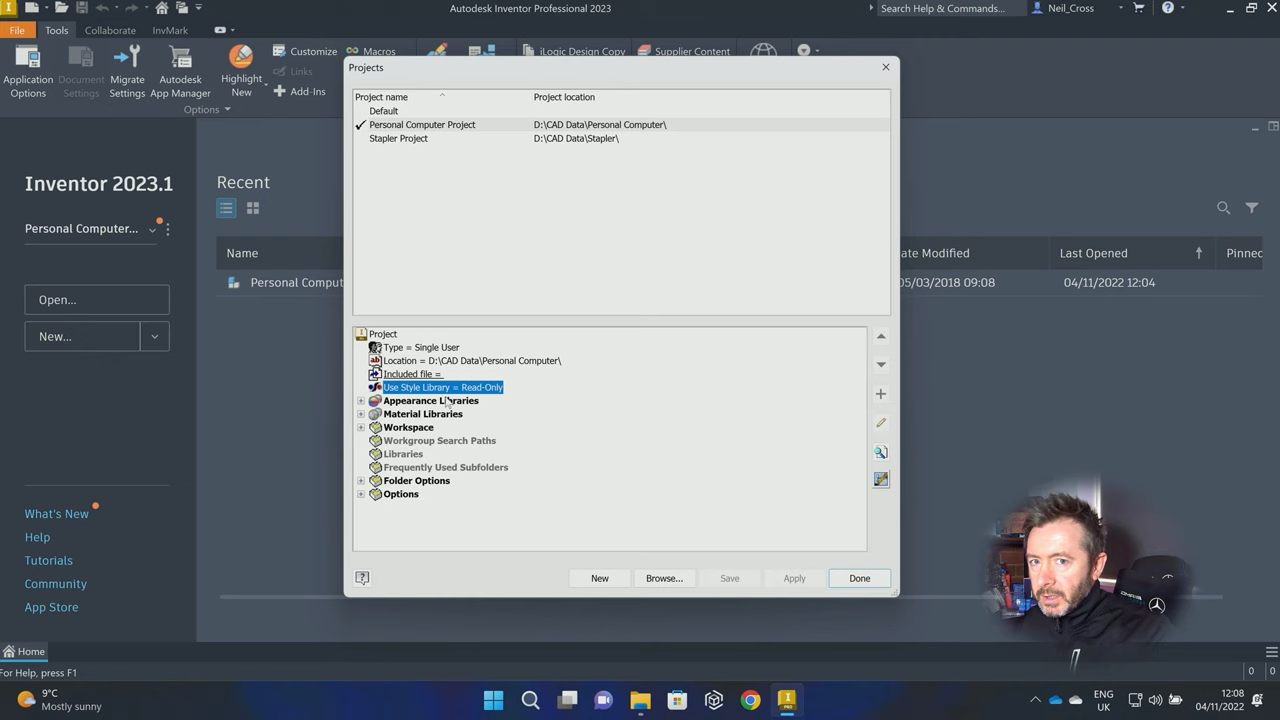 Autodesk Inventor Professional 2023
Search Help & Commands...
Neil_Cross
File
Tools
Collaborate
InvMark
Application Options
Document Settings
Migrate Settings
Autodesk App Manager
Highlight New
Customize
Links
Add-Ins
Macros
iLogic Design Copy
Supplier Content
Options
Projects
Project name
Project location
Default
Personal Computer Project
D:\CAD Data\Personal Computer\
Stapler Project
D:\CAD Data\Stapler\
Inventor 2023.1
Personal Computer...
Open...
New...
What's New
Help
Tutorials
Community
App Store
Recent
Name
Date Modified
Last Opened
Pinned
Personal Comput
05/03/2018 09:08
04/11/2022 12:04
Project
Type = Single User
Location = D:\CAD Data\Personal Computer\
Included file =
Use Style Library = Read-Only
Appearance Libraries
Material Libraries
Workspace
Workgroup Search Paths
Libraries
Frequently Used Subfolders
Folder Options
Options
New
Browse...
Save
Apply
Done
Home
For Help, press F1
0 0
9°C
Mostly sunny
PRO
ENG
UK
12:08
04/11/2022